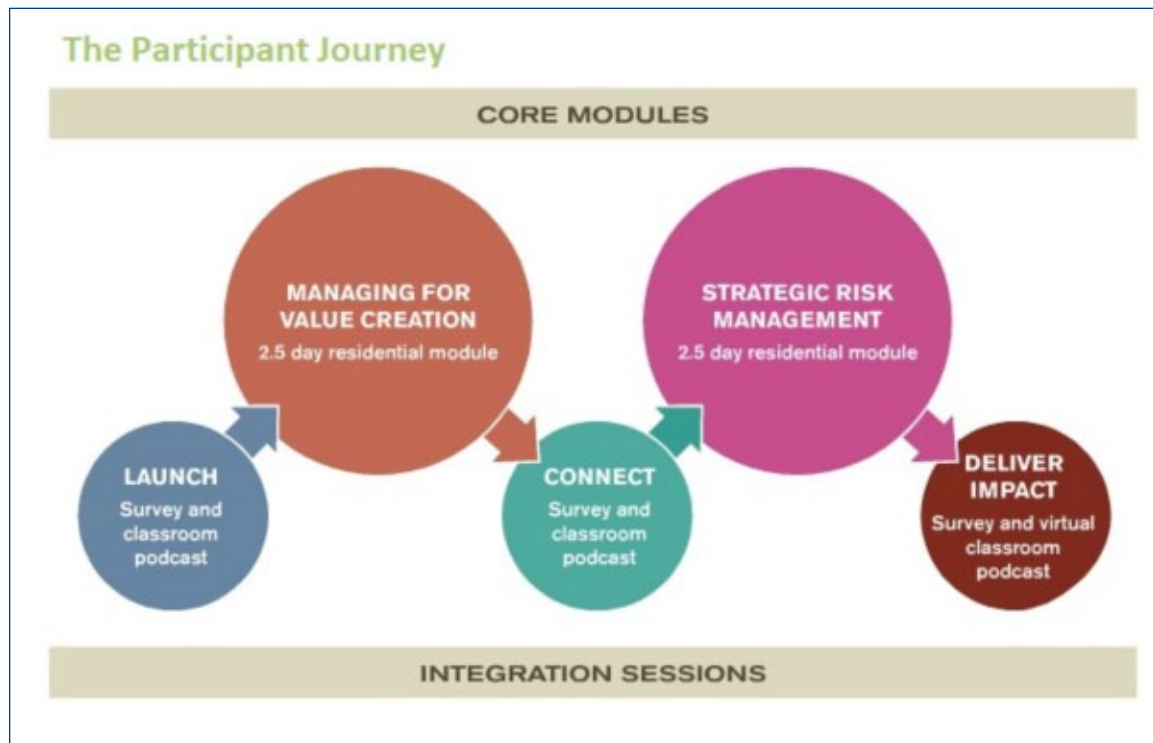 The Participant Journey
CORE MODULES
MANAGING FOR
VALUE CREATION
2.5 day residential module
STRATEGIC RISK
MANAGEMENT
2.5 day residential module
LAUNCH
Survey and
classroom
podcast
CONNECT
Survey and
classroom
podcast
DELIVER
IMPACT
Survey and virtual
classroom
podcast
INTEGRATION SESSIONS